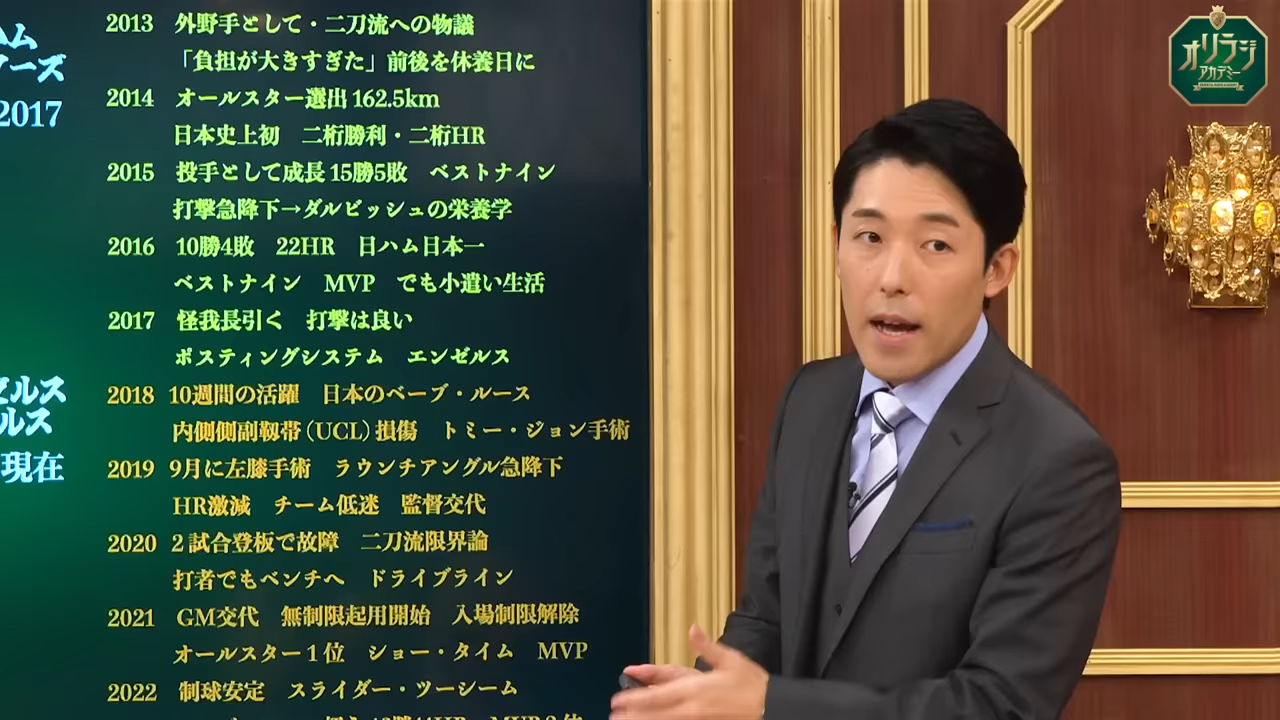 ハム
アーズ
2017
2013 外野手として・二刀流への物議
「負担が大きすぎた」前後を休養日に
2014 オールスター選出 162.5km
日本史上初 二桁勝利・二桁HR
2015 投手として成長 15勝5敗 ベストナイン
打撃急降下→ダルビッシュの栄養学
2016 10勝4敗 22HR 日ハム日本一
ベストナイン MVP でも小遣い生活
2017 怪我長引く 打撃は良い
ポスティングシステム エンゼルス
ゼルス
ルス
現在
2018 10週間の活躍 日本のベーブ・ルース
内側側副靱帯(UCL)損傷 トミー・ジョン手術
2019 9月に左膝手術 ラウンチアングル急降下
HR激減 チーム低迷 監督交代
2020 2試合登板で故障 二刀流限界論
打者でもベンチへ ドライブライン
2021 GM交代 無制限起用開始 入場制限解除
オールスター1位 ショー・タイム MVP
2022 制球安定 スライダー・ツーシーム
オリラジ
アカデミー